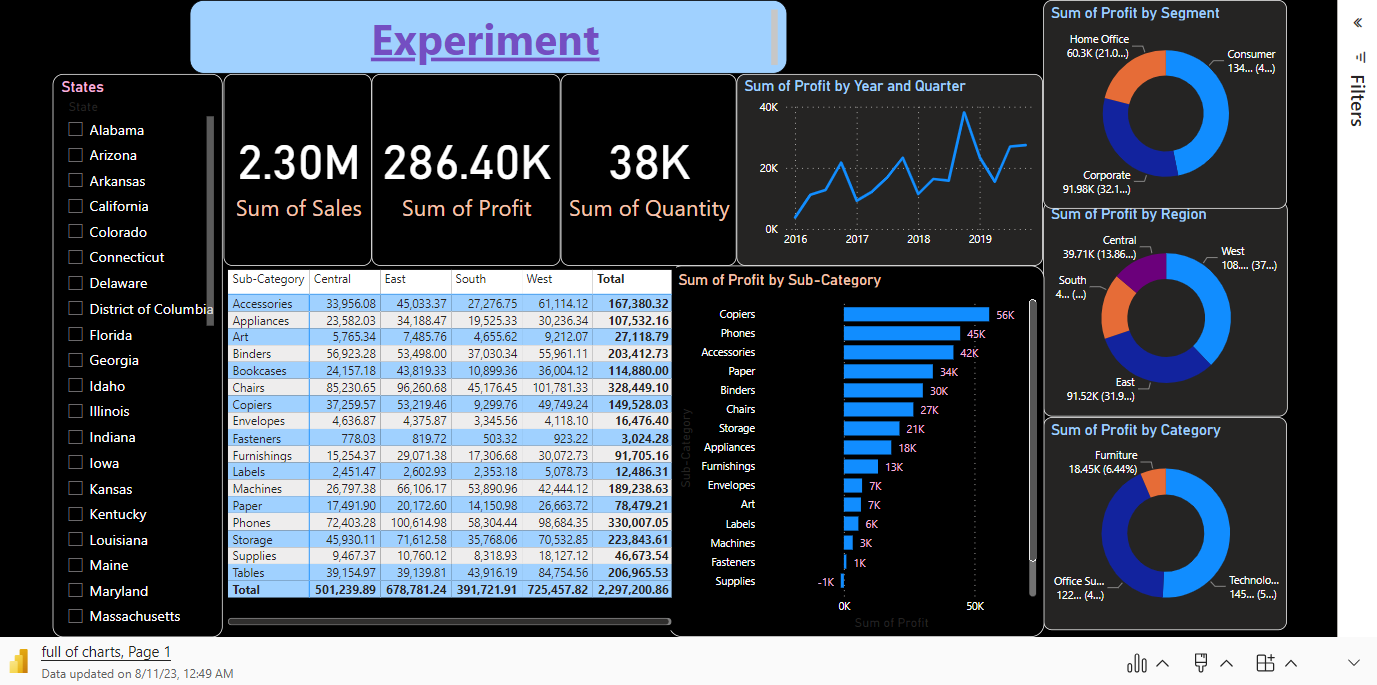 Experiment
States
State
Alabama
Arizona
Arkansas
California
Colorado
Connecticut
Delaware
District of Columbia
Florida
Georgia
Idaho
Illinois
Indiana
Iowa
Kansas
Kentucky
Louisiana
Maine
Maryland
Massachusetts
2.30M
Sum of Sales
286.40K
Sum of Profit
38K
Sum of Quantity
Sum of Profit by Year and Quarter
40K
20K
0K
2016 2017 2018 2019
Sub-Category Central East South West Total
Accessories 33,956.08 45,033.37 27,276.75 61,114.12 167,380.32
Appliances 23,582.03 34,188.47 19,525.33 30,236.34 107,532.16
Art 5,765.34 7,485.76 4,655.62 9,212.07 27,118.79
Binders 56,923.28 53,498.00 37,030.34 55,961.11 203,412.73
Bookcases 24,157.18 43,819.33 10,899.36 36,004.12 114,880.00
Chairs 85,230.65 96,260.68 45,176.45 101,781.33 328,449.10
Copiers 37,259.57 53,219.46 9,299.76 49,749.24 149,528.03
Envelopes 4,636.87 4,375.87 3,345.56 4,118.10 16,476.40
Fasteners 778.03 819.72 503.32 923.22 3,024.28
Furnishings 15,254.37 29,071.38 17,306.68 30,072.73 91,705.16
Labels 2,451.47 2,602.93 2,353.18 5,078.73 12,486.31
Machines 26,797.38 66,106.17 53,890.96 42,444.12 189,238.63
Paper 17,491.90 20,172.60 14,150.98 26,663.72 78,479.21
Phones 72,403.28 100,614.98 58,304.44 98,684.35 330,007.05
Storage 45,930.11 71,612.58 35,768.06 70,532.85 223,843.61
Supplies 9,467.37 10,760.12 8,318.93 18,127.12 46,673.54
Tables 39,154.97 39,139.81 43,916.19 84,754.56 206,965.53
Total 501,239.89 678,781.24 391,721.91 725,457.82 2,297,200.86
Sum of Profit by Sub-Category
Sub-Category
Copiers 56K
Phones 45K
Accessories 42K
Paper 34K
Binders 30K
Chairs 27K
Storage 21K
Appliances 18K
Furnishings 13K
Envelopes 7K
Art 7K
Labels 6K
Machines 3K
Fasteners 1K
Supplies -1K
0K 50K
Sum of Profit
Sum of Profit by Segment
Home Office
60.3K (21.0...)
Consumer
134... (4...)
Corporate
91.98K (32.1...)
Sum of Profit by Region
Central
39.71K (13.86...)
West
108.... (37...)
South
4... (...)
East
91.52K (31.9...)
Sum of Profit by Category
Furniture
18.45K (6.44%)
Office Su...
122... (4...)
Technolo...
145... (5...)
Filters
full of charts, Page 1
Data updated on 8/11/23, 12:49 AM